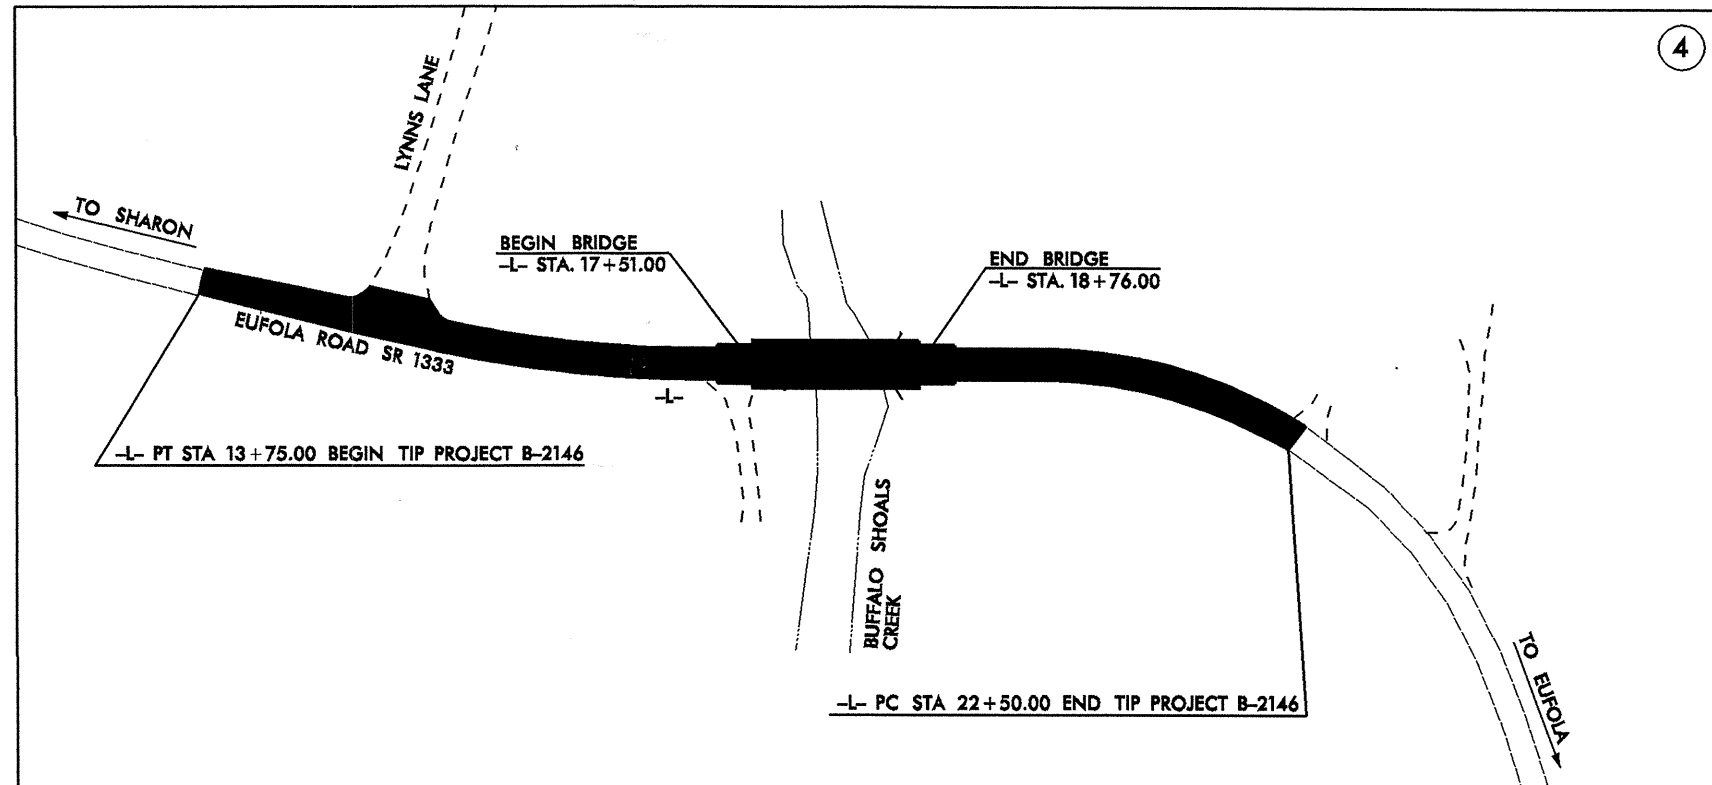 4
LYNNS LANE
TO SHARON
BEGIN BRIDGE
-L- STA. 17+51.00
END BRIDGE
-L- STA. 18+76.00
EUFOLA ROAD SR 1333
-L-
-L- PT STA 13+75.00 BEGIN TIP PROJECT B-2146
BUFFALO SHOALS
CREEK
TO EUFOLA
-L- PC STA 22+50.00 END TIP PROJECT B-2146